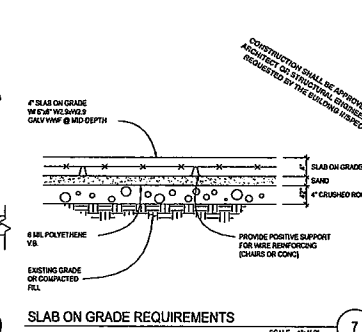 CONSTRUCTION SHALL BE APPROVE
ARCHITECT OR STRUCTURAL ENGINEE
REQUESTED BY THE BUILDING INSPEC
4" SLAB ON GRADE
W/ 6"x6" W2.9xW2.9
GALV WWF @ MID DEPTH
4"
SLAB ON GRADE
SAND
4" CRUSHED ROC
6 MIL POLYETHENE
V.B.
PROVIDE POSITIVE SUPPORT
FOR WIRE REINFORCING
(CHAIRS OR CONC)
EXISTING GRADE
OR COMPACTED
FILL
SLAB ON GRADE REQUIREMENTS
7